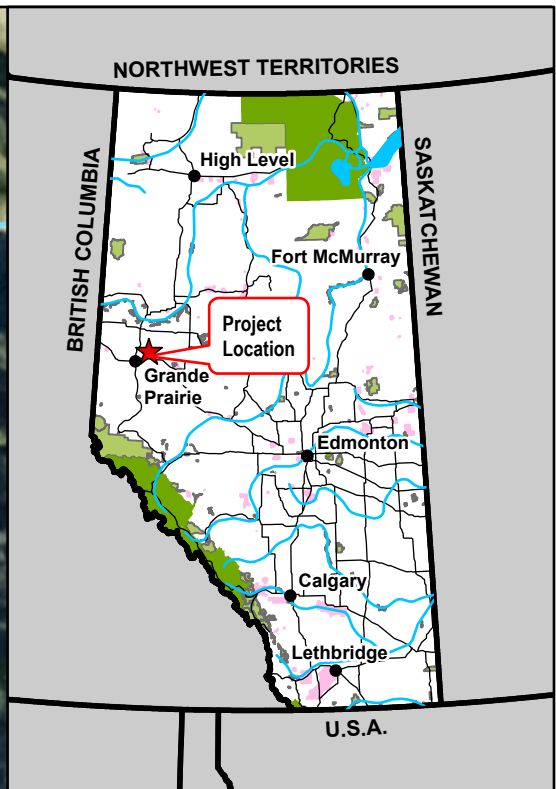 NORTHWEST TERRITORIES
BRITISH COLUMBIA
SASKATCHEWAN
High Level
Fort McMurray
Project
Location
Grande
Prairie
Edmonton
Calgary
Lethbridge
U.S.A.